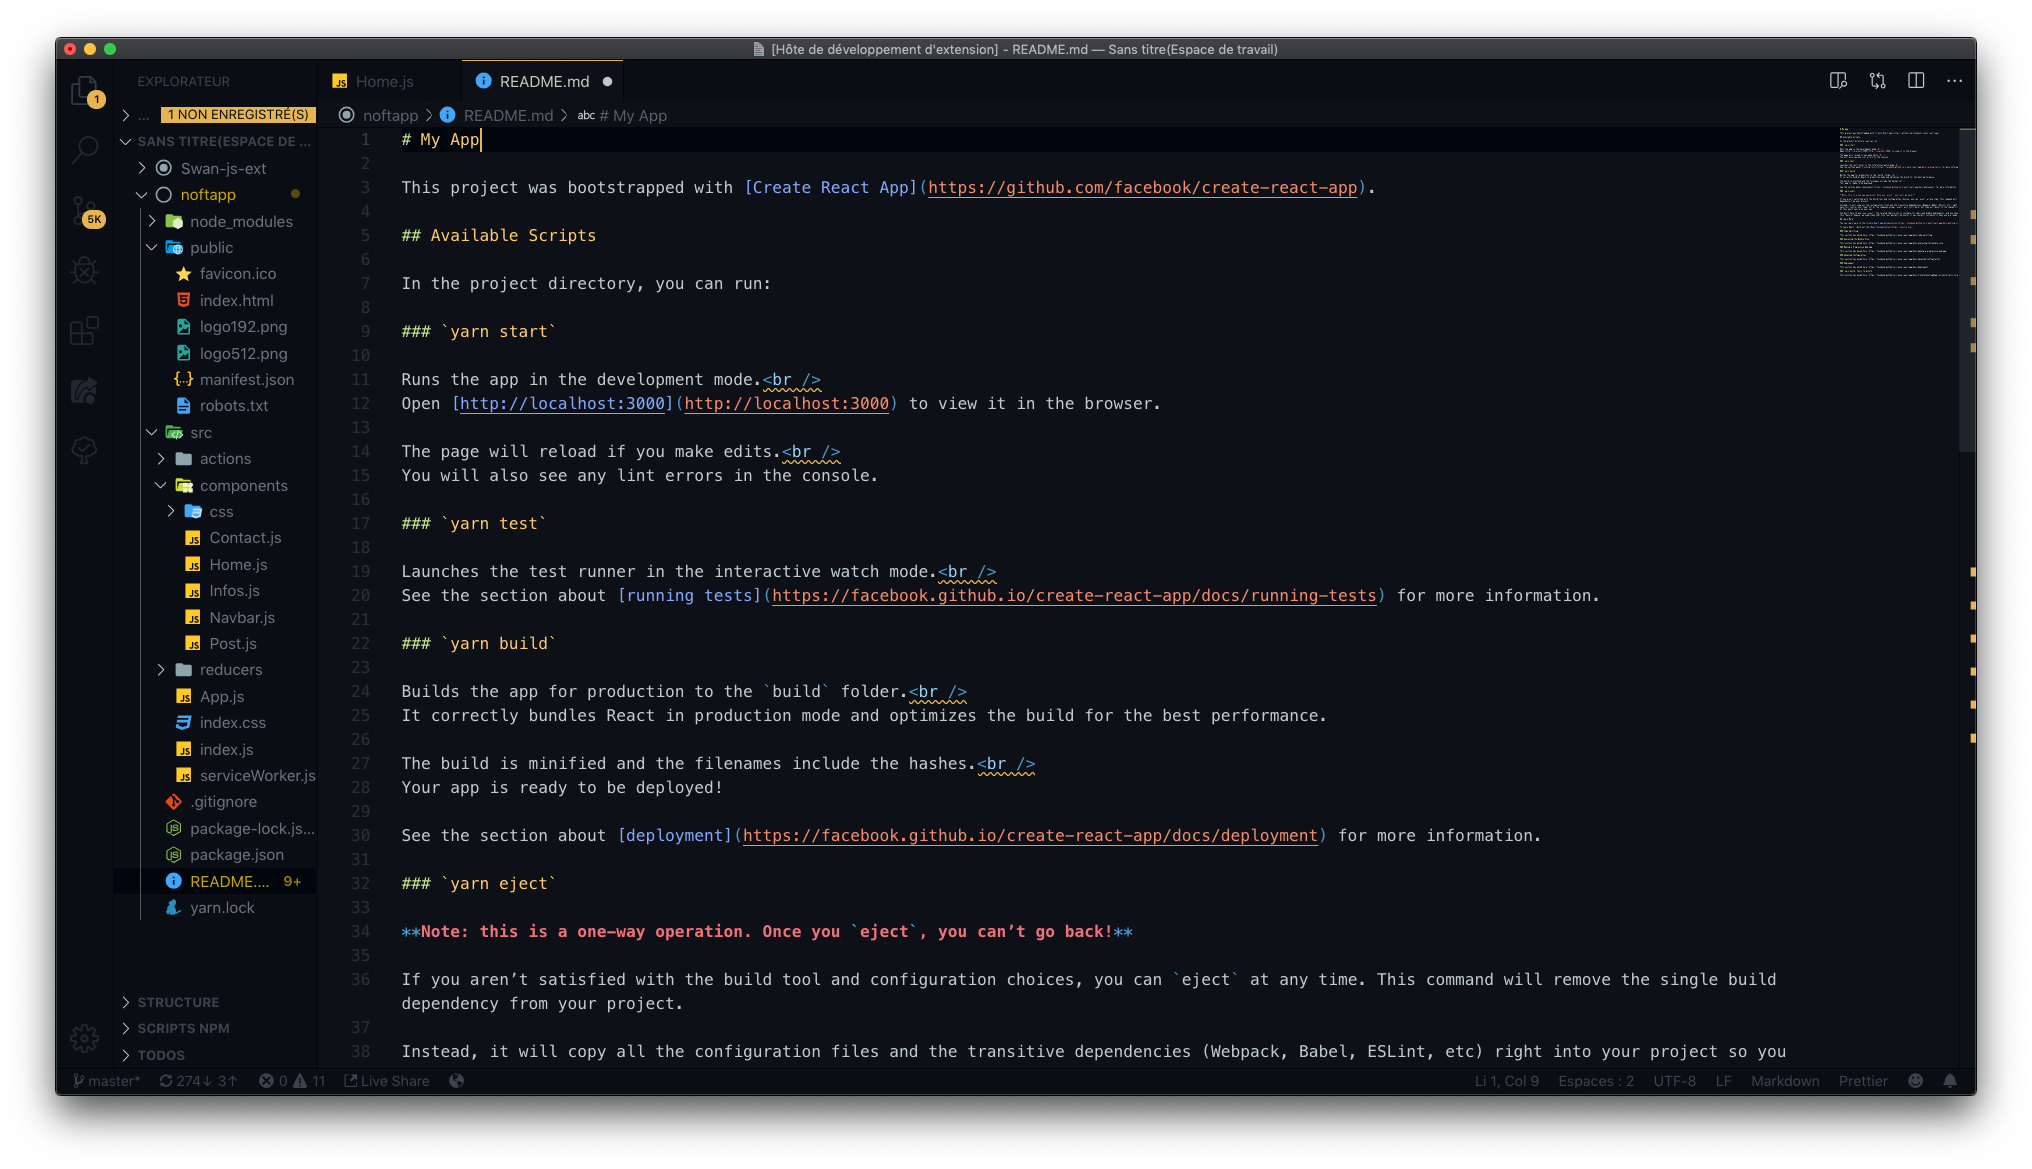 [Hôte de développement d'extension] - README.md — Sans titre(Espace de travail)
EXPLORATEUR
Home.js
README.md
1
... 1 NON ENREGISTRÉ(S)
noftapp > README.md > abc # My App
SANS TITRE(ESPACE DE ...
Swan-js-ext
noftapp
node_modules
public
favicon.ico
index.html
logo192.png
logo512.png
manifest.json
robots.txt
src
actions
components
css
Contact.js
Home.js
Infos.js
Navbar.js
Post.js
reducers
App.js
index.css
index.js
serviceWorker.js
.gitignore
package-lock.js...
package.json
README.... 9+
yarn.lock
STRUCTURE
SCRIPTS NPM
TODOS
5K
1 # My App
2
3 This project was bootstrapped with [Create React App](https://github.com/facebook/create-react-app).
4
5 ## Available Scripts
6
7 In the project directory, you can run:
8
9 ### `yarn start`
10
11 Runs the app in the development mode.<br />
12 Open [http://localhost:3000](http://localhost:3000) to view it in the browser.
13
14 The page will reload if you make edits.<br />
15 You will also see any lint errors in the console.
16
17 ### `yarn test`
18
19 Launches the test runner in the interactive watch mode.<br />
20 See the section about [running tests](https://facebook.github.io/create-react-app/docs/running-tests) for more information.
21
22 ### `yarn build`
23
24 Builds the app for production to the `build` folder.<br />
25 It correctly bundles React in production mode and optimizes the build for the best performance.
26
27 The build is minified and the filenames include the hashes.<br />
28 Your app is ready to be deployed!
29
30 See the section about [deployment](https://facebook.github.io/create-react-app/docs/deployment) for more information.
31
32 ### `yarn eject`
33
34 **Note: this is a one-way operation. Once you `eject`, you can’t go back!**
35
36 If you aren’t satisfied with the build tool and configuration choices, you can `eject` at any time. This command will remove the single build
dependency from your project.
37
38 Instead, it will copy all the configuration files and the transitive dependencies (Webpack, Babel, ESLint, etc) right into your project so you
master* 274↓ 3↑ 0 11 Live Share
Li 1, Col 9 Espaces : 2 UTF-8 LF Markdown Prettier